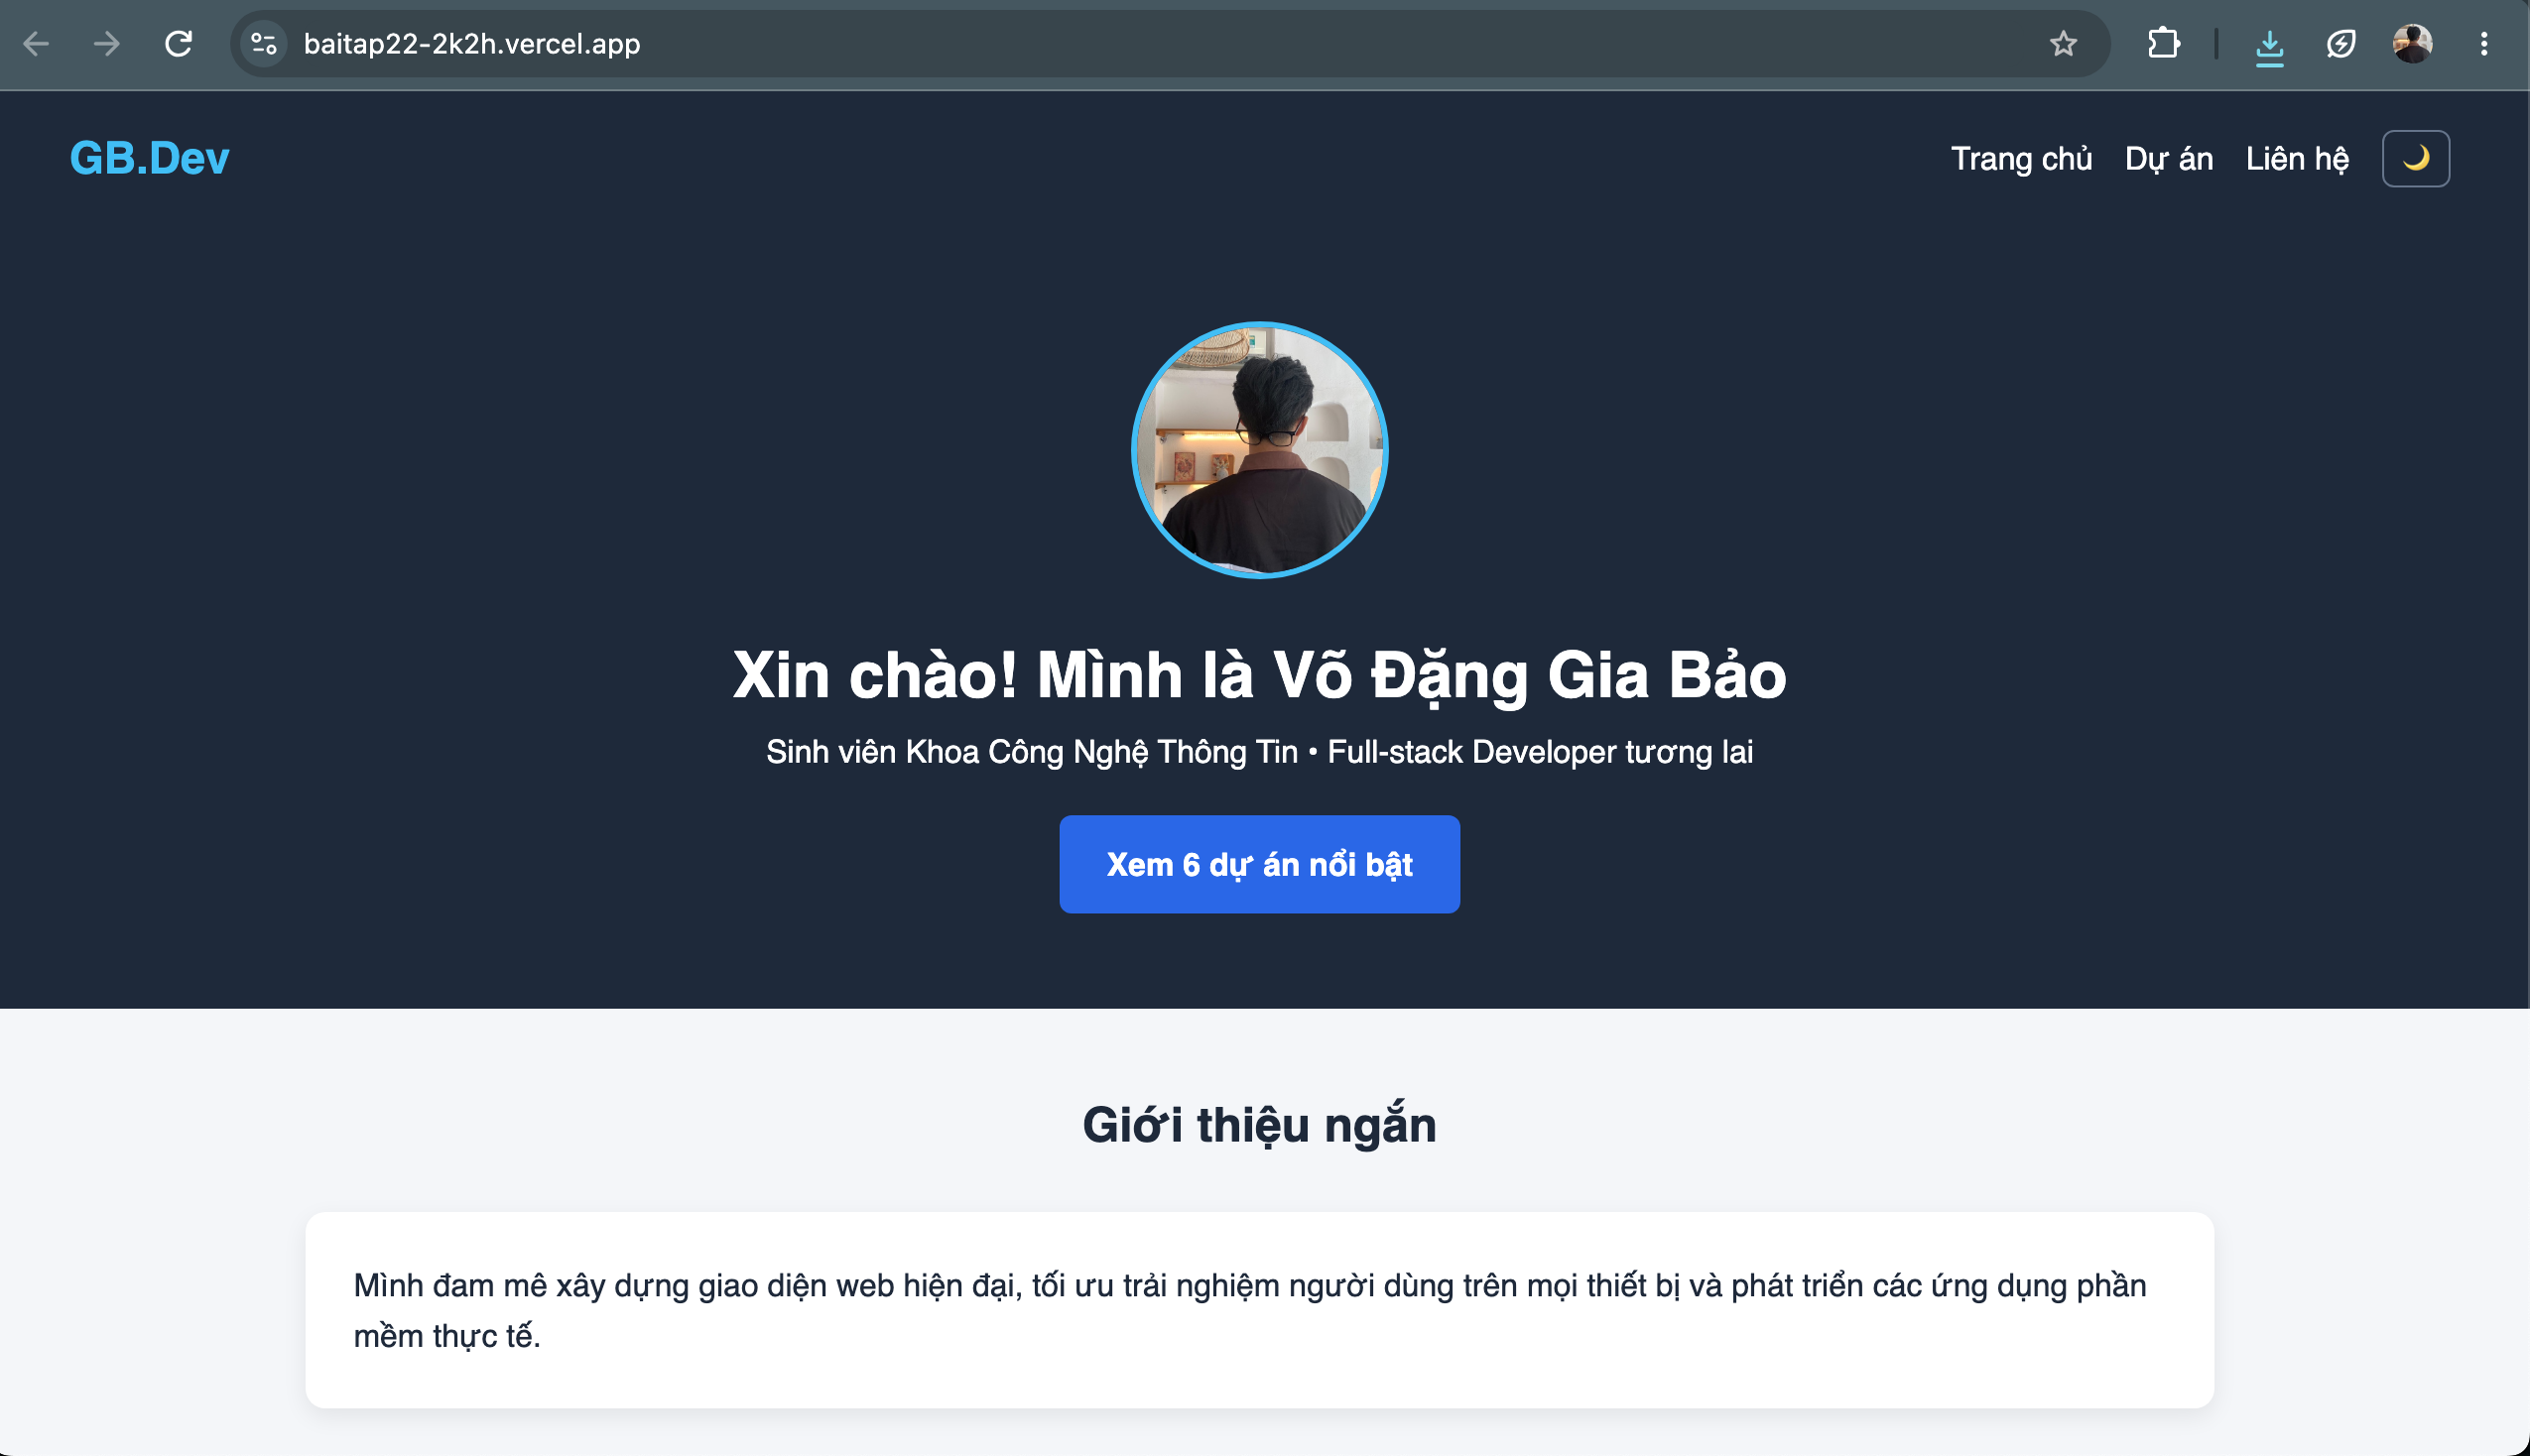 baitap22-2k2h.vercel.app
GB.Dev
Trang chủ Dự án Liên hệ
Xin chào! Mình là Võ Đặng Gia Bảo
Sinh viên Khoa Công Nghệ Thông Tin • Full-stack Developer tương lai
Xem 6 dự án nổi bật
Giới thiệu ngắn
Mình đam mê xây dựng giao diện web hiện đại, tối ưu trải nghiệm người dùng trên mọi thiết bị và phát triển các ứng dụng phần
mềm thực tế.